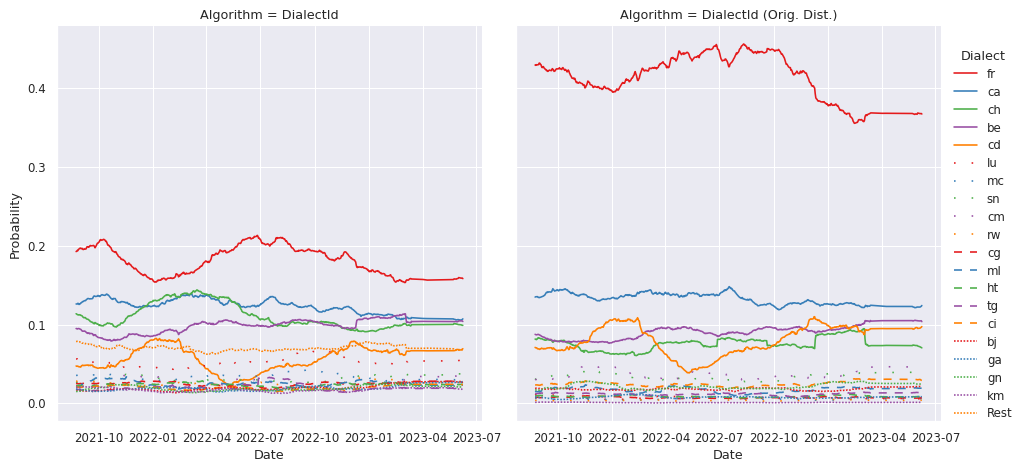 Algorithm = DialectId
Algorithm = DialectId (Orig. Dist.)
Probability
0.4
0.3
0.2
0.1
0.0
2021-10 2022-01 2022-04 2022-07 2022-10 2023-01 2023-04 2023-07
Date
2021-10 2022-01 2022-04 2022-07 2022-10 2023-01 2023-04 2023-07
Date
Dialect
fr
ca
ch
be
cd
lu
mc
sn
cm
rw
cg
ml
ht
tg
ci
bj
ga
gn
km
Rest